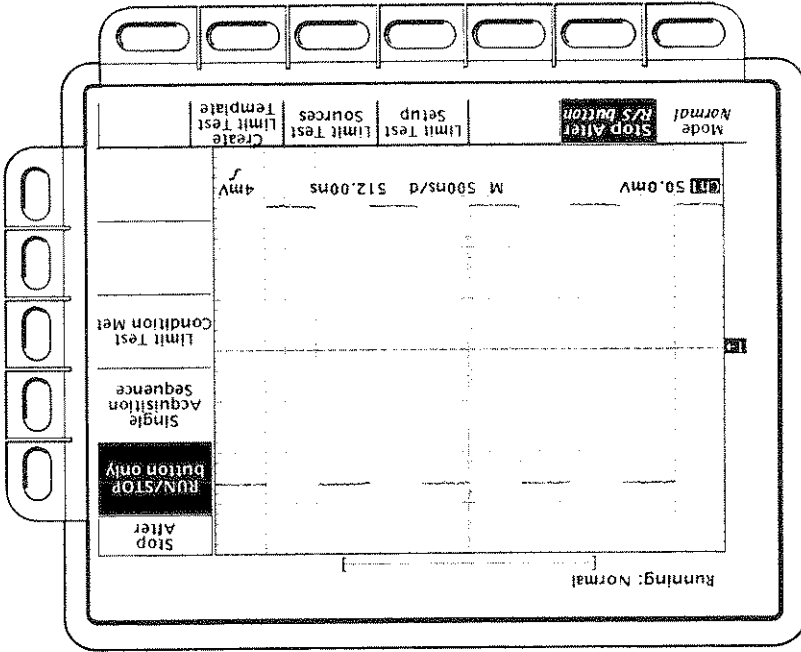 Running: Normal
Stop
After
RUN/STOP
button only
Single
Acquisition
Sequence
Limit Test
Condition Met
1→
Ch1 50.0mV M 500ns/d 512.00ns 4mV
Mode
Normal
Stop After
R/S button
Limit Test
Setup
Limit Test
Sources
Create
Limit Test
Template